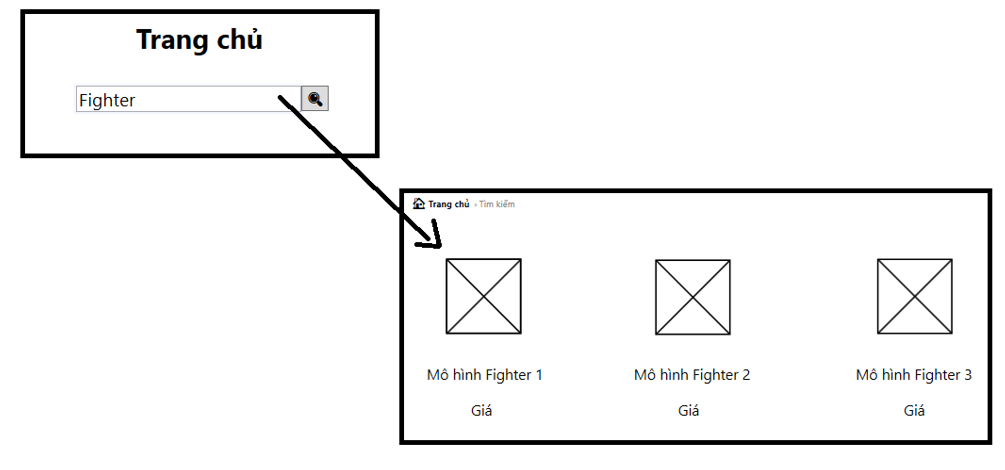 Trang chủ
Fighter
Trang chủ › Tìm kiếm
Mô hình Fighter 1
Mô hình Fighter 2
Mô hình Fighter 3
Giá
Giá
Giá